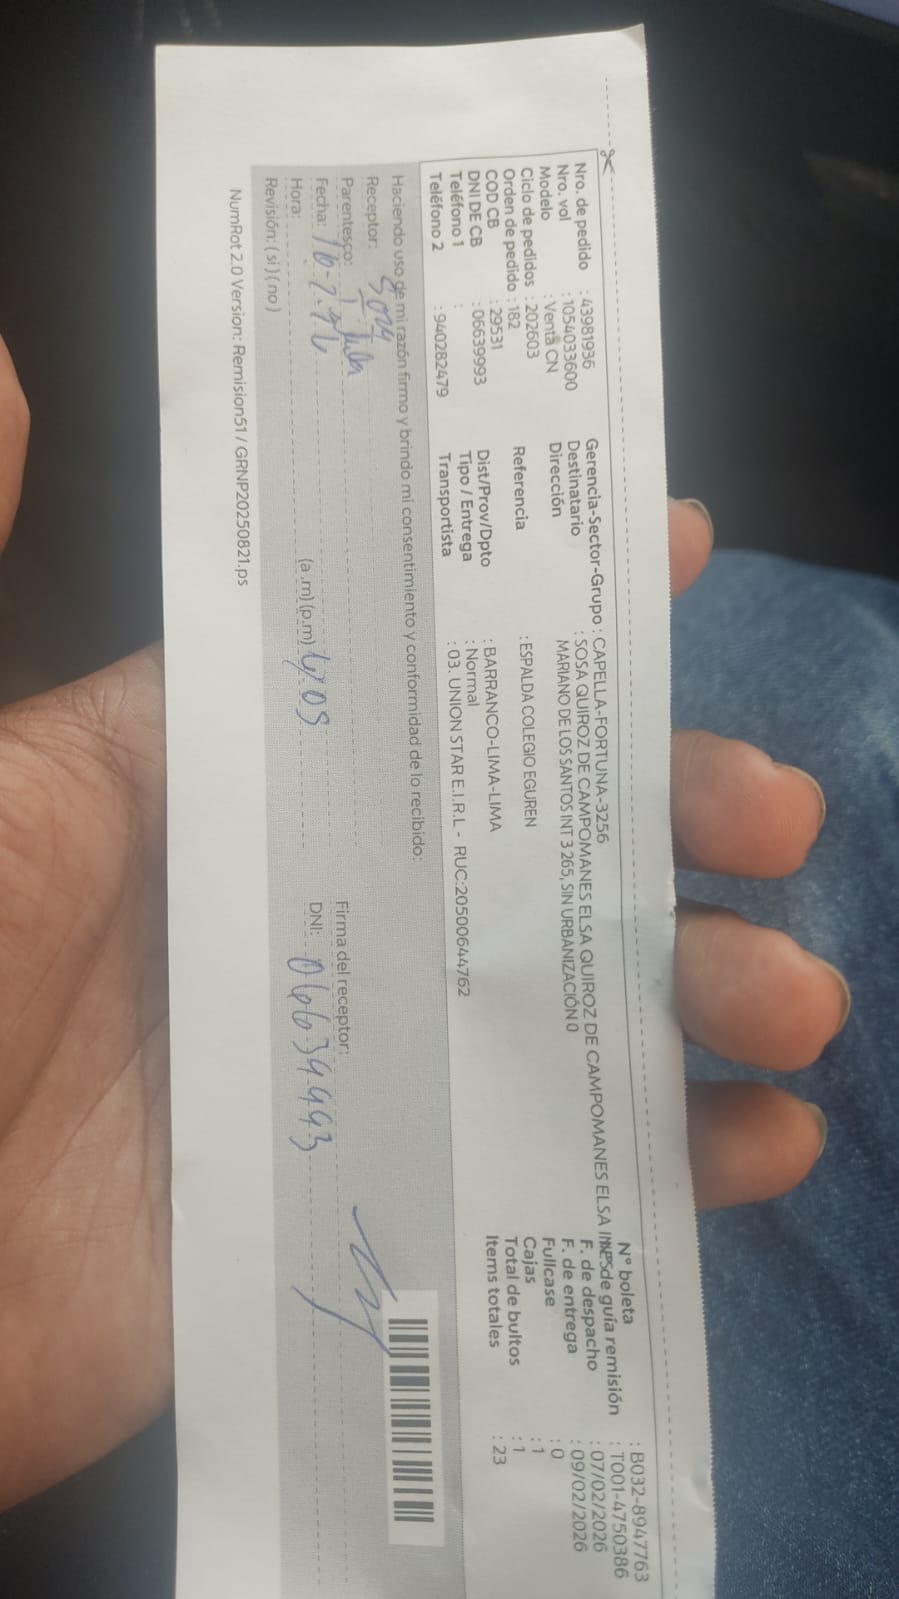 Nro. de pedido : 43981936
Nro. vol : 1054033600
Modelo : Venta CN
Ciclo de pedidos : 202603
Orden de pedido : 182
COD CB : 29531
DNI DE CB : 06639993
Teléfono 1 :
Teléfono 2 : 940282479
Gerencia-Sector-Grupo : CAPELLA-FORTUNA-3256
Destinatario : SOSA QUIROZ DE CAMPOMANES ELSA QUIROZ DE CAMPOMANES ELSA INES
Dirección MARIANO DE LOS SANTOS INT 3 265, SIN URBANIZACIÓN 0
Referencia : ESPALDA COLEGIO EGUREN
Dist/Prov/Dpto : BARRANCO-LIMA-LIMA
Tipo / Entrega : Normal
Transportista : 03. UNION STAR E.I.R.L - RUC:20500644762
N° boleta : B032-8947763
N° de guía remisión : T001-4750386
F. de despacho : 07/02/2026
F. de entrega : 09/02/2026
Fullcase : 0
Cajas : 1
Total de bultos : 1
Items totales : 23
Haciendo uso de mi razón firmo y brindo mi consentimiento y conformidad de lo recibido:
Receptor:
Parentesco:
Firma del receptor:
Fecha: 10-2-26
DNI: 06639993
Hora: (a.m)(p.m) 4:09
Revisión: ( si ) ( no )
NumRot 2.0 Version: Remision51 / GRNP20250821.ps